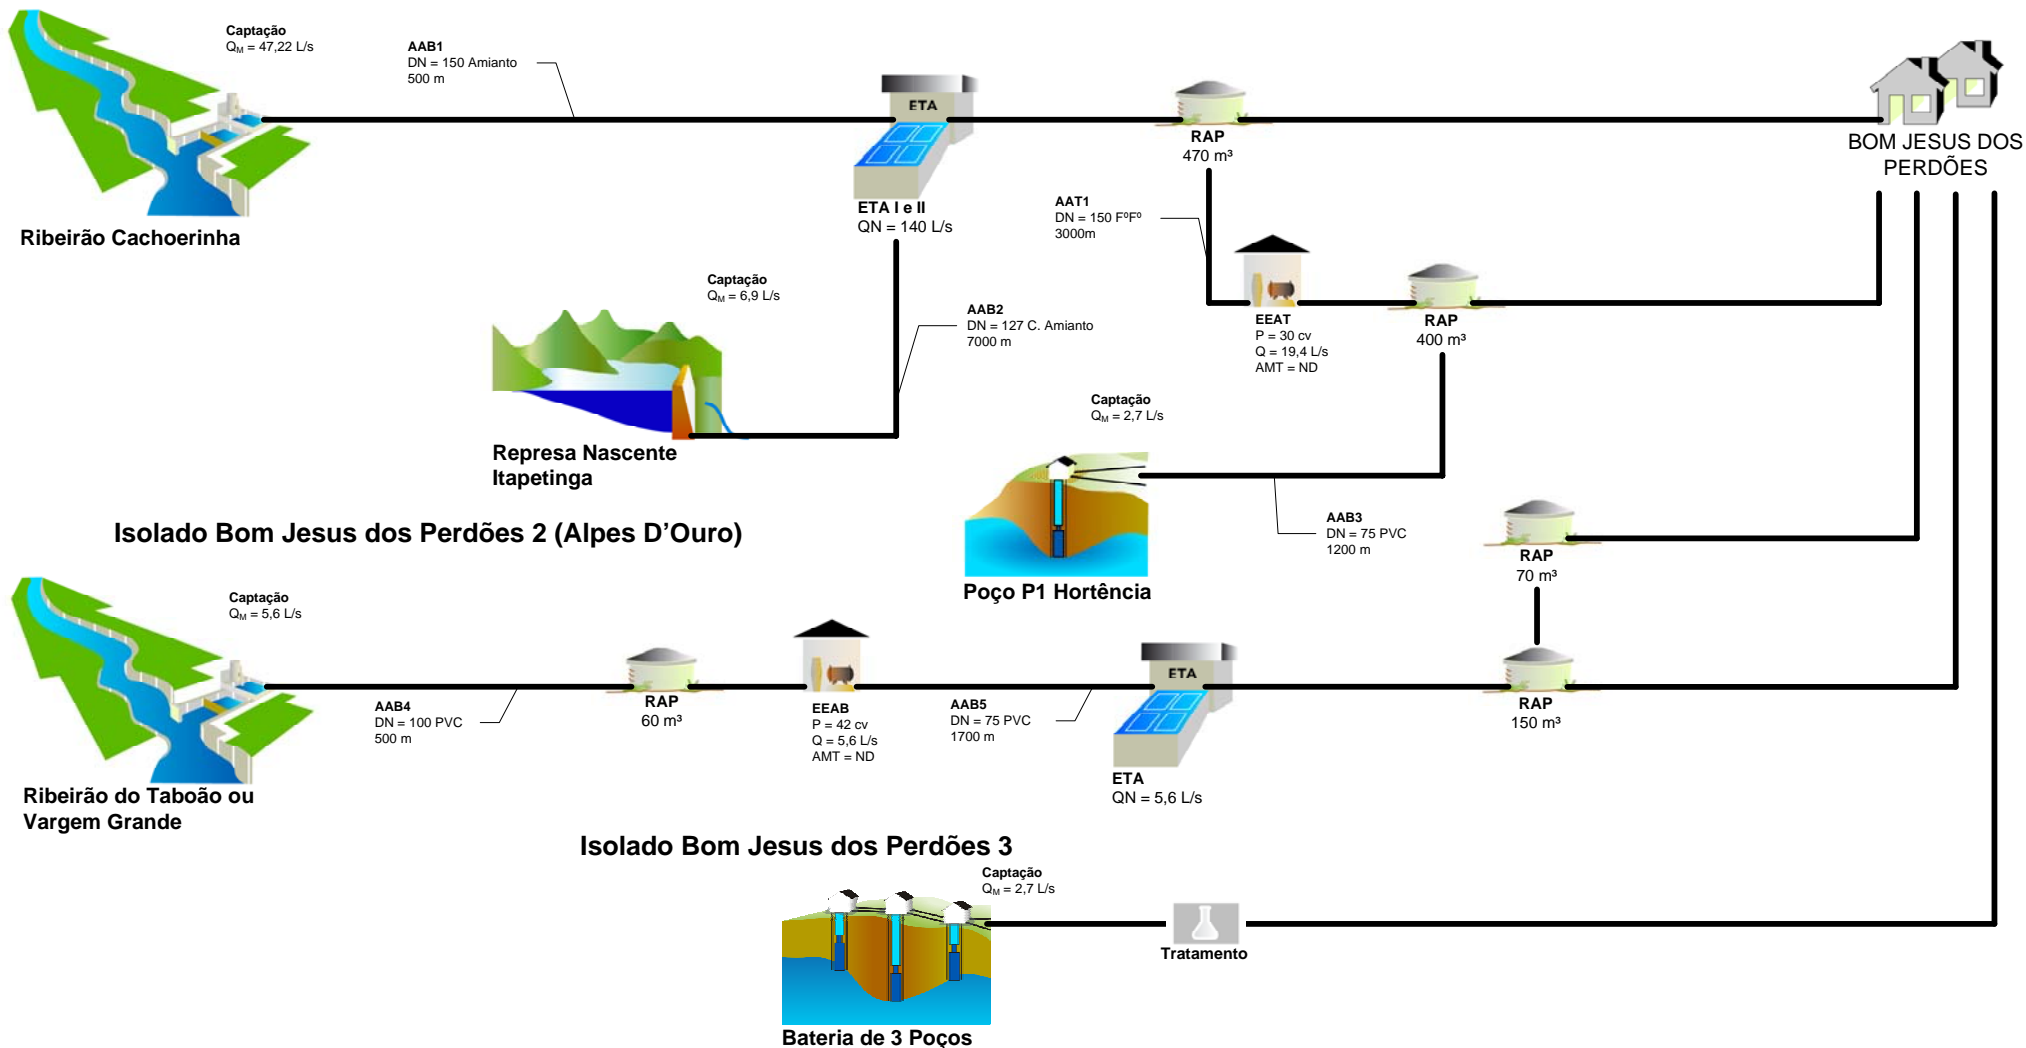 Captação
QM = 47,22 L/s
AAB1
DN = 150 Amianto
500 m
ETA
RAP
470 m³
BOM JESUS DOS
PERDÕES
Ribeirão Cachoerinha
ETA I e II
QN = 140 L/s
AAT1
DN = 150 FºFº
3000m
Captação
QM = 6,9 L/s
AAB2
DN = 127 C. Amianto
7000 m
EEAT
P = 30 cv
Q = 19,4 L/s
AMT = ND
RAP
400 m³
Represa Nascente
Itapetinga
Captação
QM = 2,7 L/s
AAB3
DN = 75 PVC
1200 m
Poço P1 Hortência
Isolado Bom Jesus dos Perdões 2 (Alpes D’Ouro)
RAP
70 m³
Captação
QM = 5,6 L/s
AAB4
DN = 100 PVC
500 m
RAP
60 m³
EEAB
P = 42 cv
Q = 5,6 L/s
AMT = ND
AAB5
DN = 75 PVC
1700 m
ETA
ETA
QN = 5,6 L/s
RAP
150 m³
Ribeirão do Taboão ou
Vargem Grande
Isolado Bom Jesus dos Perdões 3
Captação
QM = 2,7 L/s
Tratamento
Bateria de 3 Poços